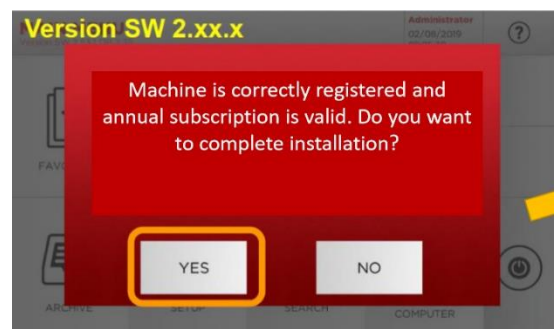 Version SW 2.xx.x
Administrator
02/08/2019
?
Machine is correctly registered and
annual subscription is valid. Do you want
to complete installation?
FAVO
YES
NO
ARCHIVE
SETUP
SEARCH
COMPUTER